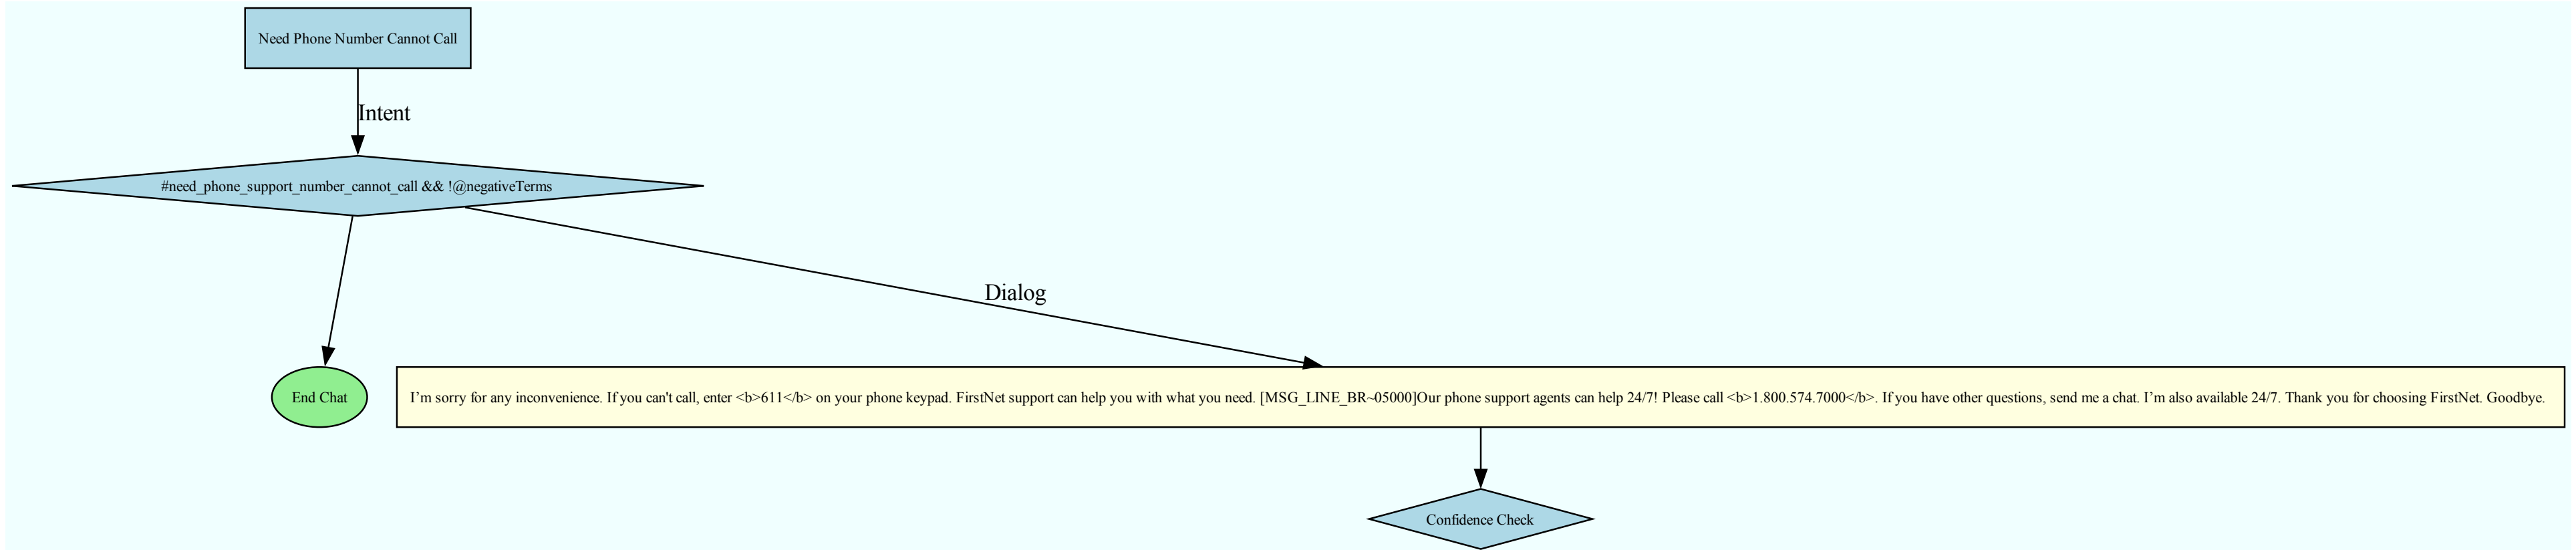 Need Phone Number Cannot Call
Intent
#need_phone_support_number_cannot_call && !@negativeTerms
Dialog
End Chat
I’m sorry for any inconvenience. If you can't call, enter <b>611</b> on your phone keypad. FirstNet support can help you with what you need. [MSG_LINE_BR~05000]Our phone support agents can help 24/7! Please call <b>1.800.574.7000</b>. If you have other questions, send me a chat. I’m also available 24/7. Thank you for choosing FirstNet. Goodbye.
Confidence Check